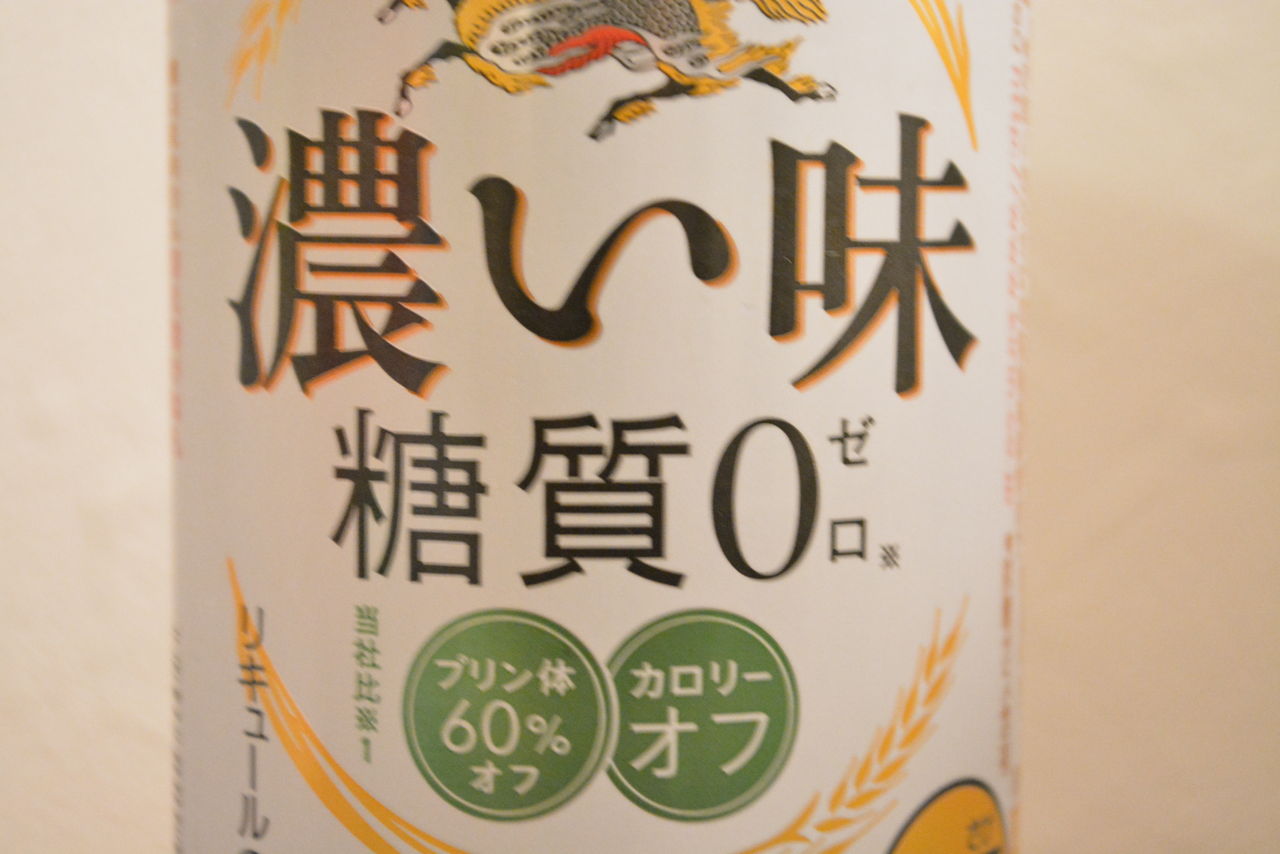 濃い味
糖質0
ゼロ※
当社比※1
プリン体
60%
オフ
カロリー
オフ
リキュール